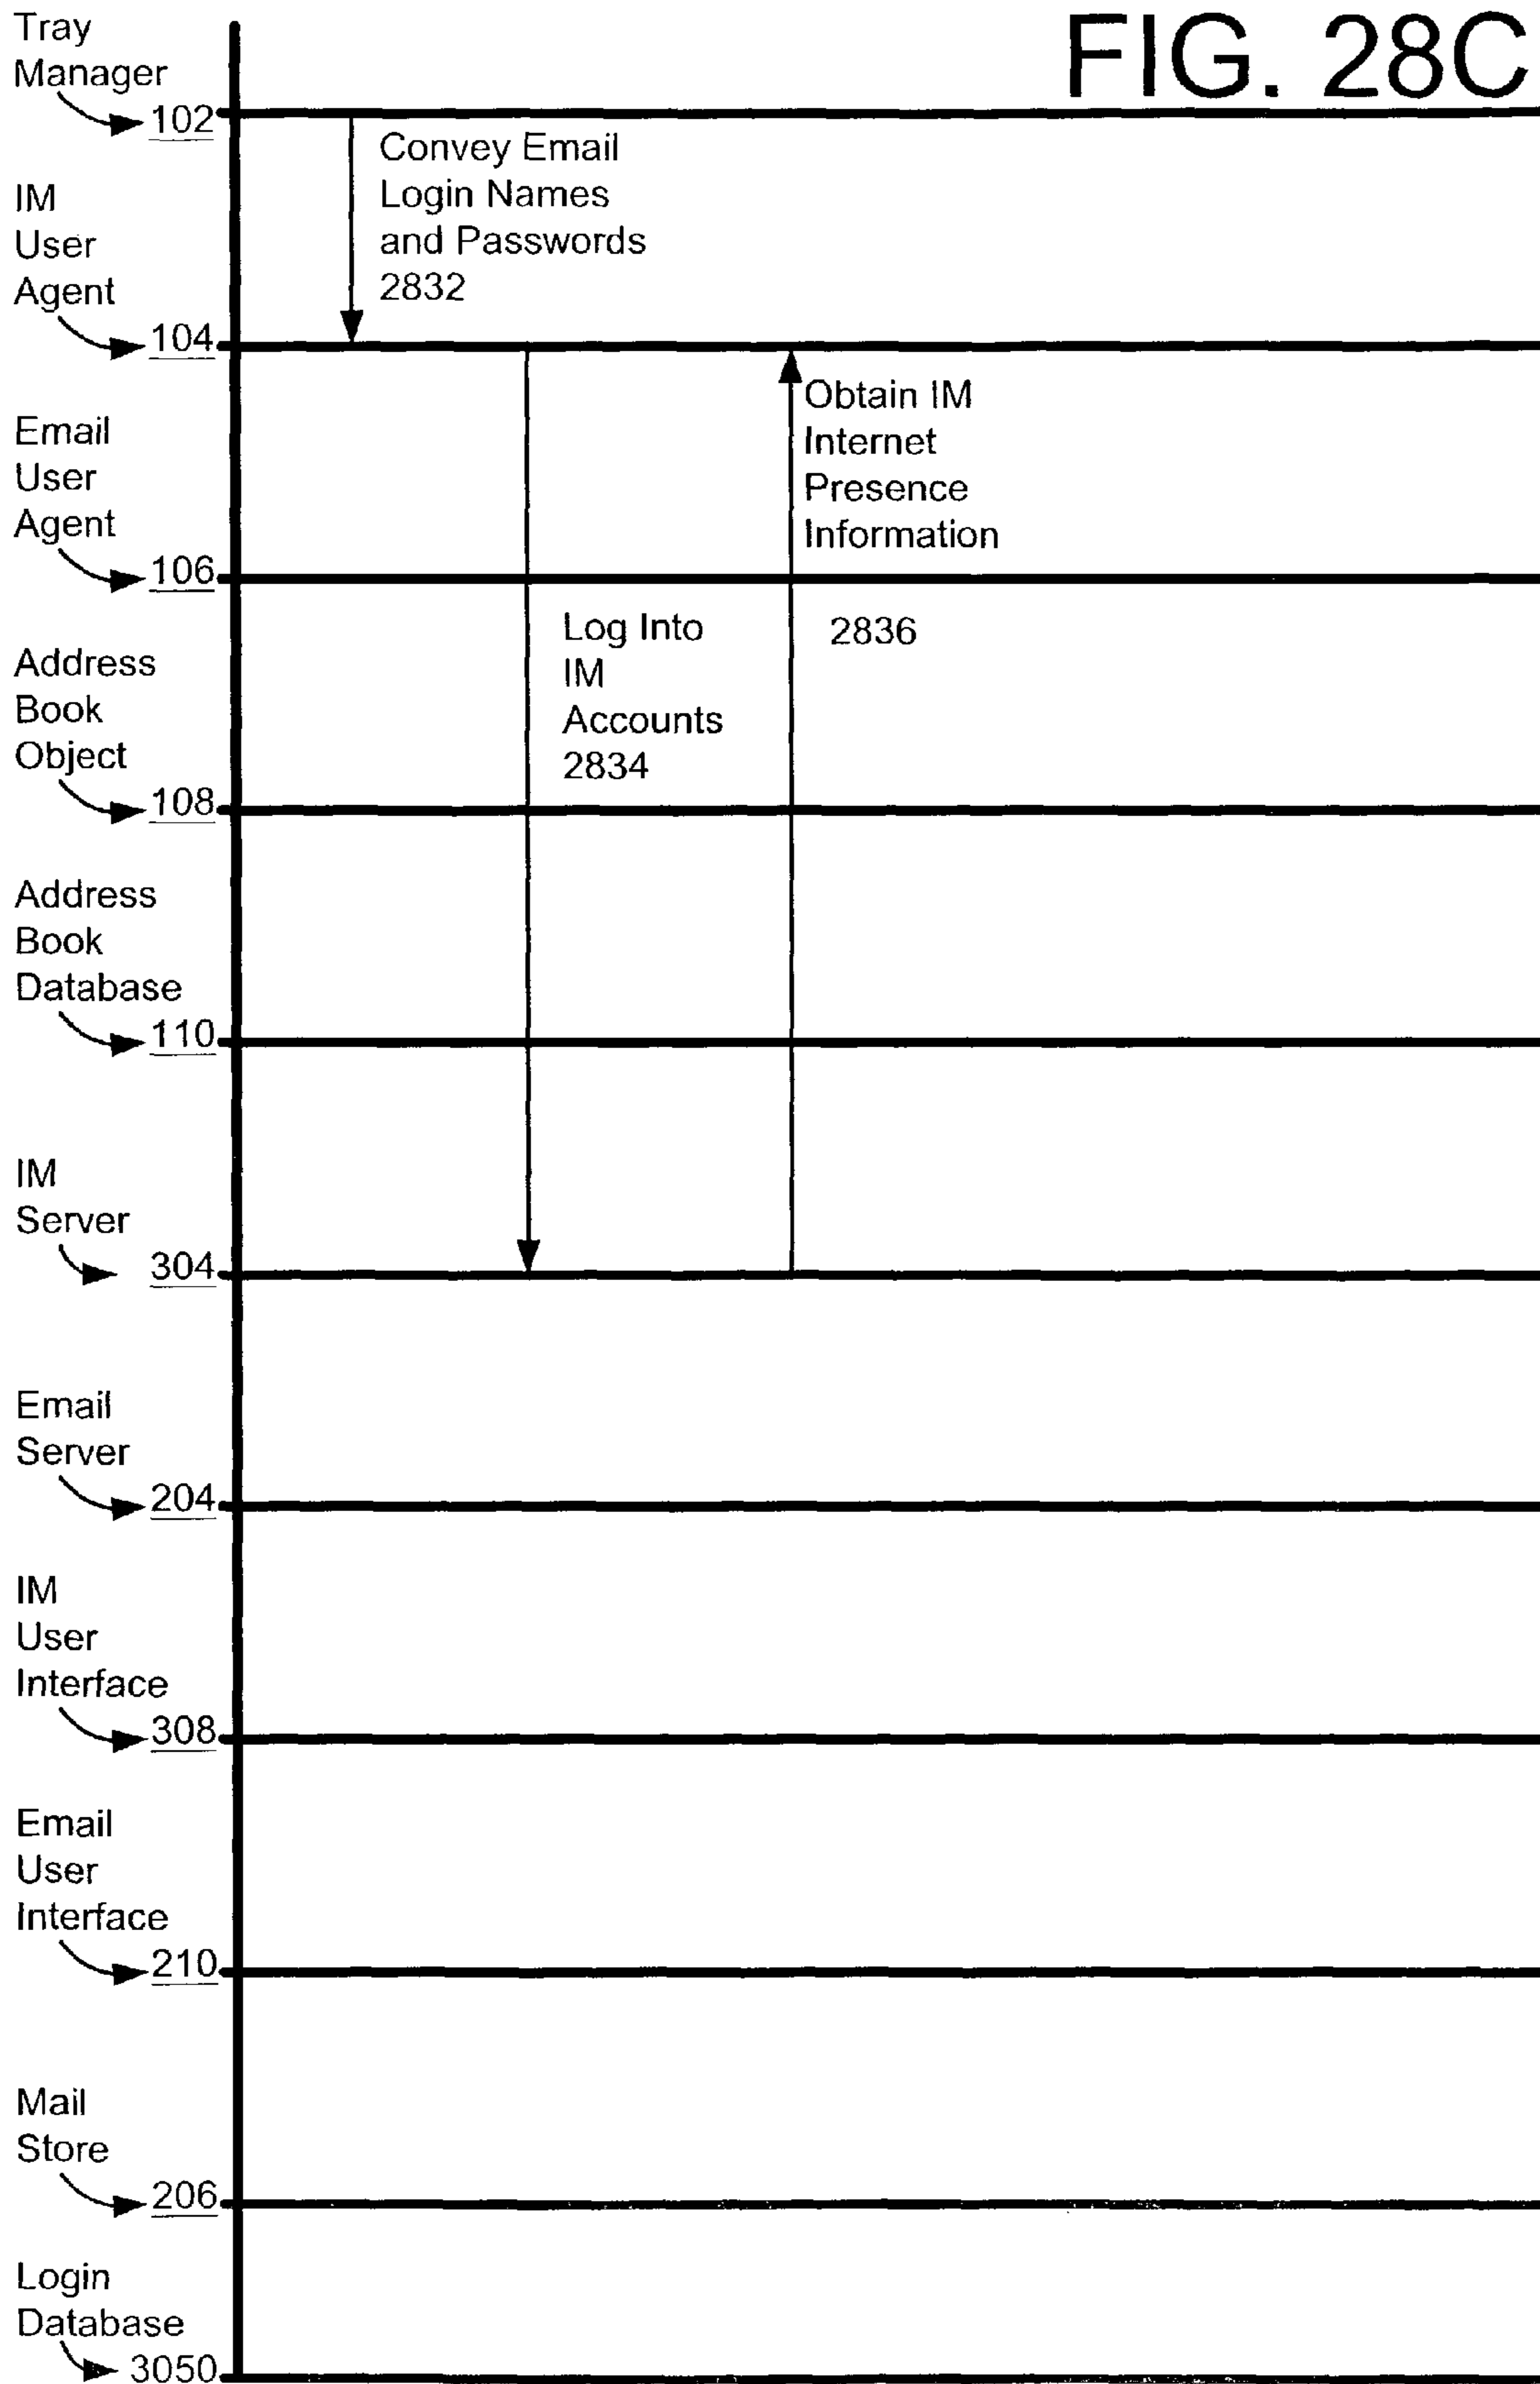 FIG. 28C
Tray
Manager
102
Convey Email
Login Names
and Passwords
2832
IM
User
Agent
104
Obtain IM
Internet
Presence
Information
2836
Email
User
Agent
106
Log Into
IM
Accounts
2834
Address
Book
Object
108
Address
Book
Database
110
IM
Server
304
Email
Server
204
IM
User
Interface
308
Email
User
Interface
210
Mail
Store
206
Login
Database
3050